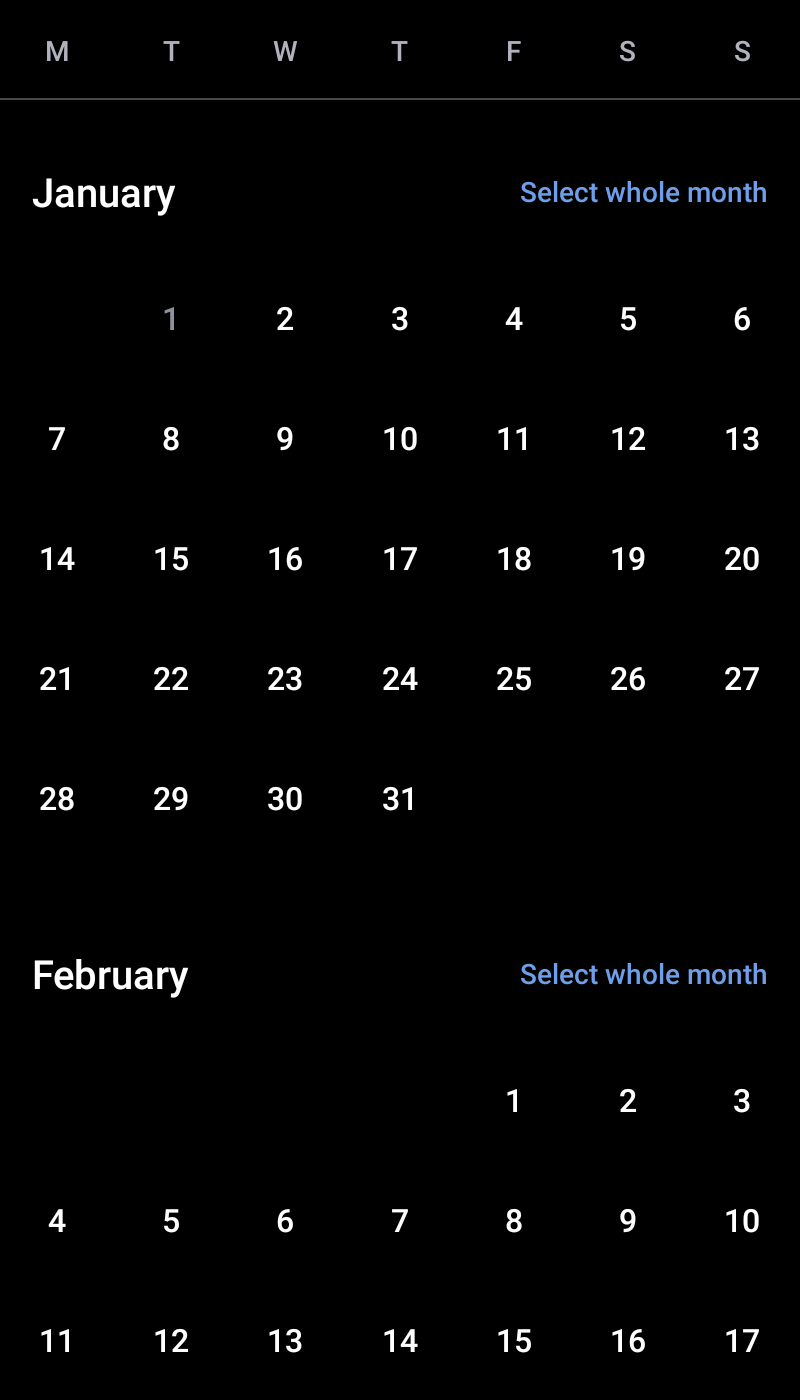 M T W T F S S
January Select whole month
1 2 3 4 5 6
7 8 9 10 11 12 13
14 15 16 17 18 19 20
21 22 23 24 25 26 27
28 29 30 31
February Select whole month
1 2 3
4 5 6 7 8 9 10
11 12 13 14 15 16 17